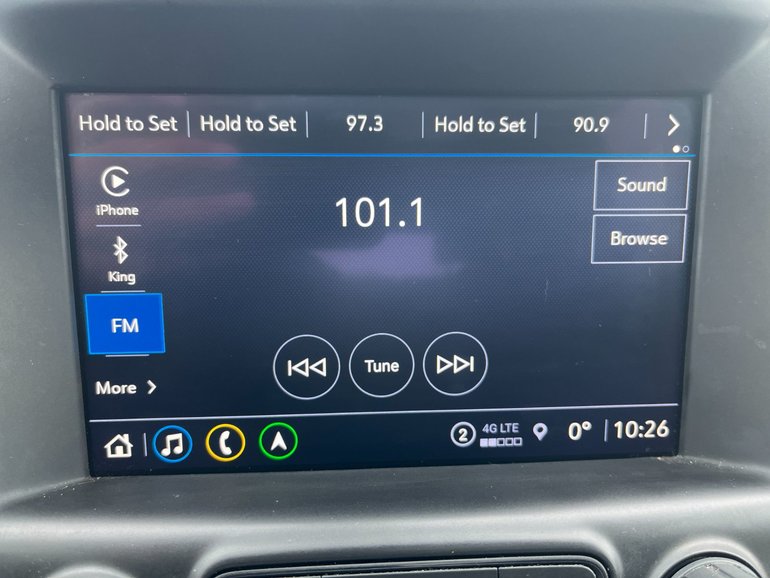 Hold to Set Hold to Set 97.3 Hold to Set 90.9
iPhone
101.1
Sound
King
Browse
FM
Tune
More
2 4G LTE 0° 10:26